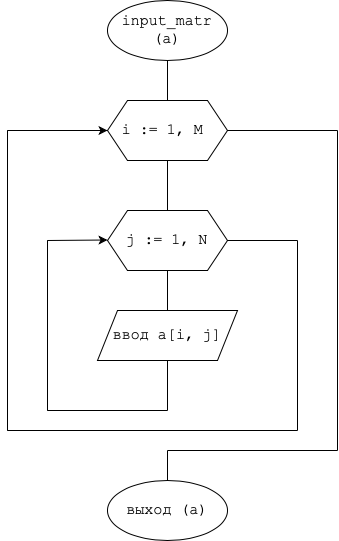 input_matr
(a)
i := 1, M
j := 1, N
ввод a[i, j]
выход (a)